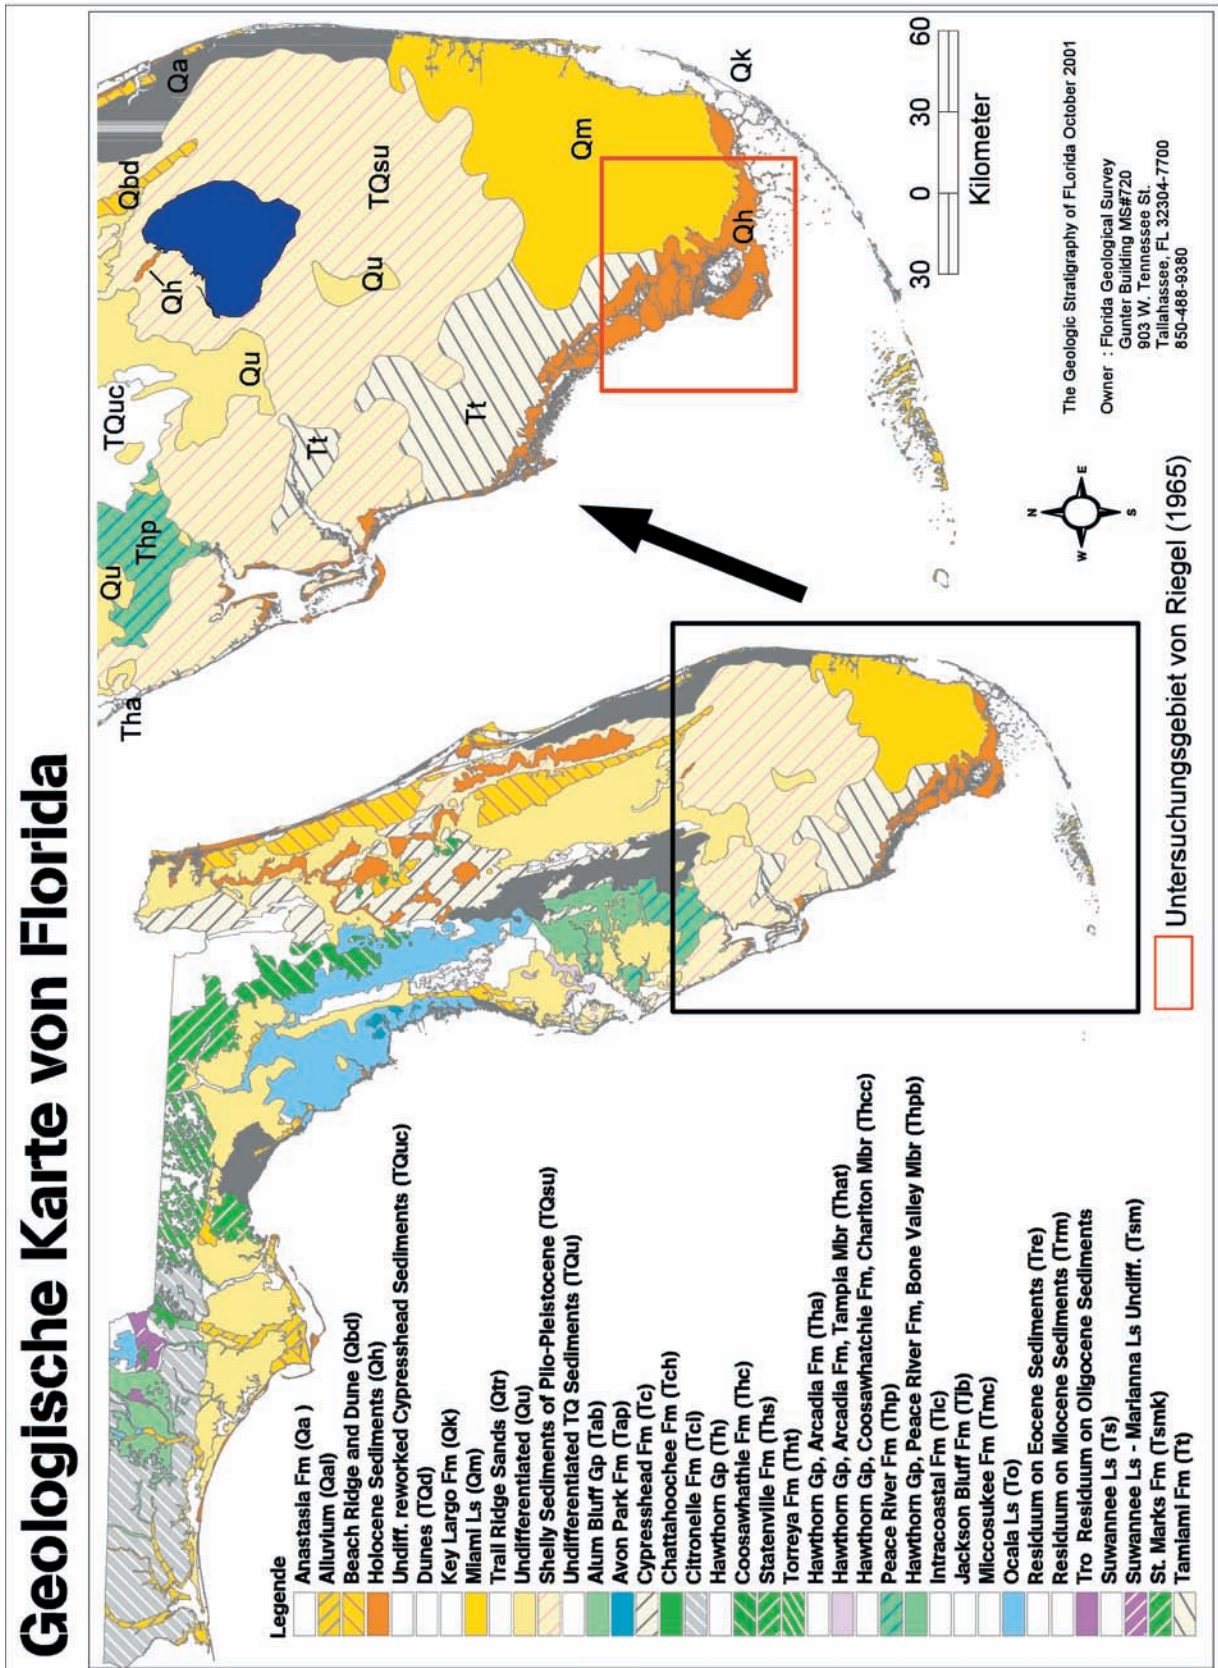 Geologische Karte von Florida
Legende
Anastasia Fm (Qa )
Alluvium (Qal)
Beach Ridge and Dune (Qbd)
Holocene Sediments (Qh)
Undiff. reworked Cypresshead Sediments (TQuc)
Dunes (TQd)
Key Largo Fm (Qk)
Miami Ls (Qm)
Trail Ridge Sands (Qtr)
Undifferentiated (Qu)
Shelly Sediments of Plio-Pleistocene (TQsu)
Undifferentiated TQ Sediments (TQu)
Alum Bluff Gp (Tab)
Avon Park Fm (Tap)
Cypresshead Fm (Tc)
Chattahoochee Fm (Tch)
Citronelle Fm (Tci)
Hawthorn Gp (Th)
Coosawhathie Fm (Thc)
Statenville Fm (Ths)
Torreya Fm (Tht)
Hawthorn Gp, Arcadia Fm (Tha)
Hawthorn Gp, Arcadia Fm, Tampia Mbr (That)
Hawthorn Gp, Coosawhatchie Fm, Charlton Mbr (Thcc)
Peace River Fm (Thp)
Hawthorn Gp, Peace River Fm, Bone Valley Mbr (Thpb)
Intracoastal Fm (Tic)
Jackson Bluff Fm (Tjb)
Miccosukee Fm (Tmc)
Ocala Ls (To)
Residuum on Eocene Sediments (Tre)
Residuum on Miocene Sediments (Trm)
Tro Residuum on Oligocene Sediments
Suwannee Ls (Ts)
Suwannee Ls - Marianna Ls Undiff. (Tsm)
St. Marks Fm (Tsmk)
Tamiami Fm (Tt)
Tha
Qu
Thp
TQuc
Qu
Qh
Qbd
Qa
Tt
Qu
TQsu
Tt
Qm
Qh
Qk
30 0 30 60
Kilometer
N
W
E
S
The Geologic Stratigraphy of FLorida October 2001
Owner : Florida Geological Survey
Gunter Building MS#720
903 W. Tennessee St.
Tallahassee, FL 32304-7700
850-488-9380
Untersuchungsgebiet von Riegel (1965)